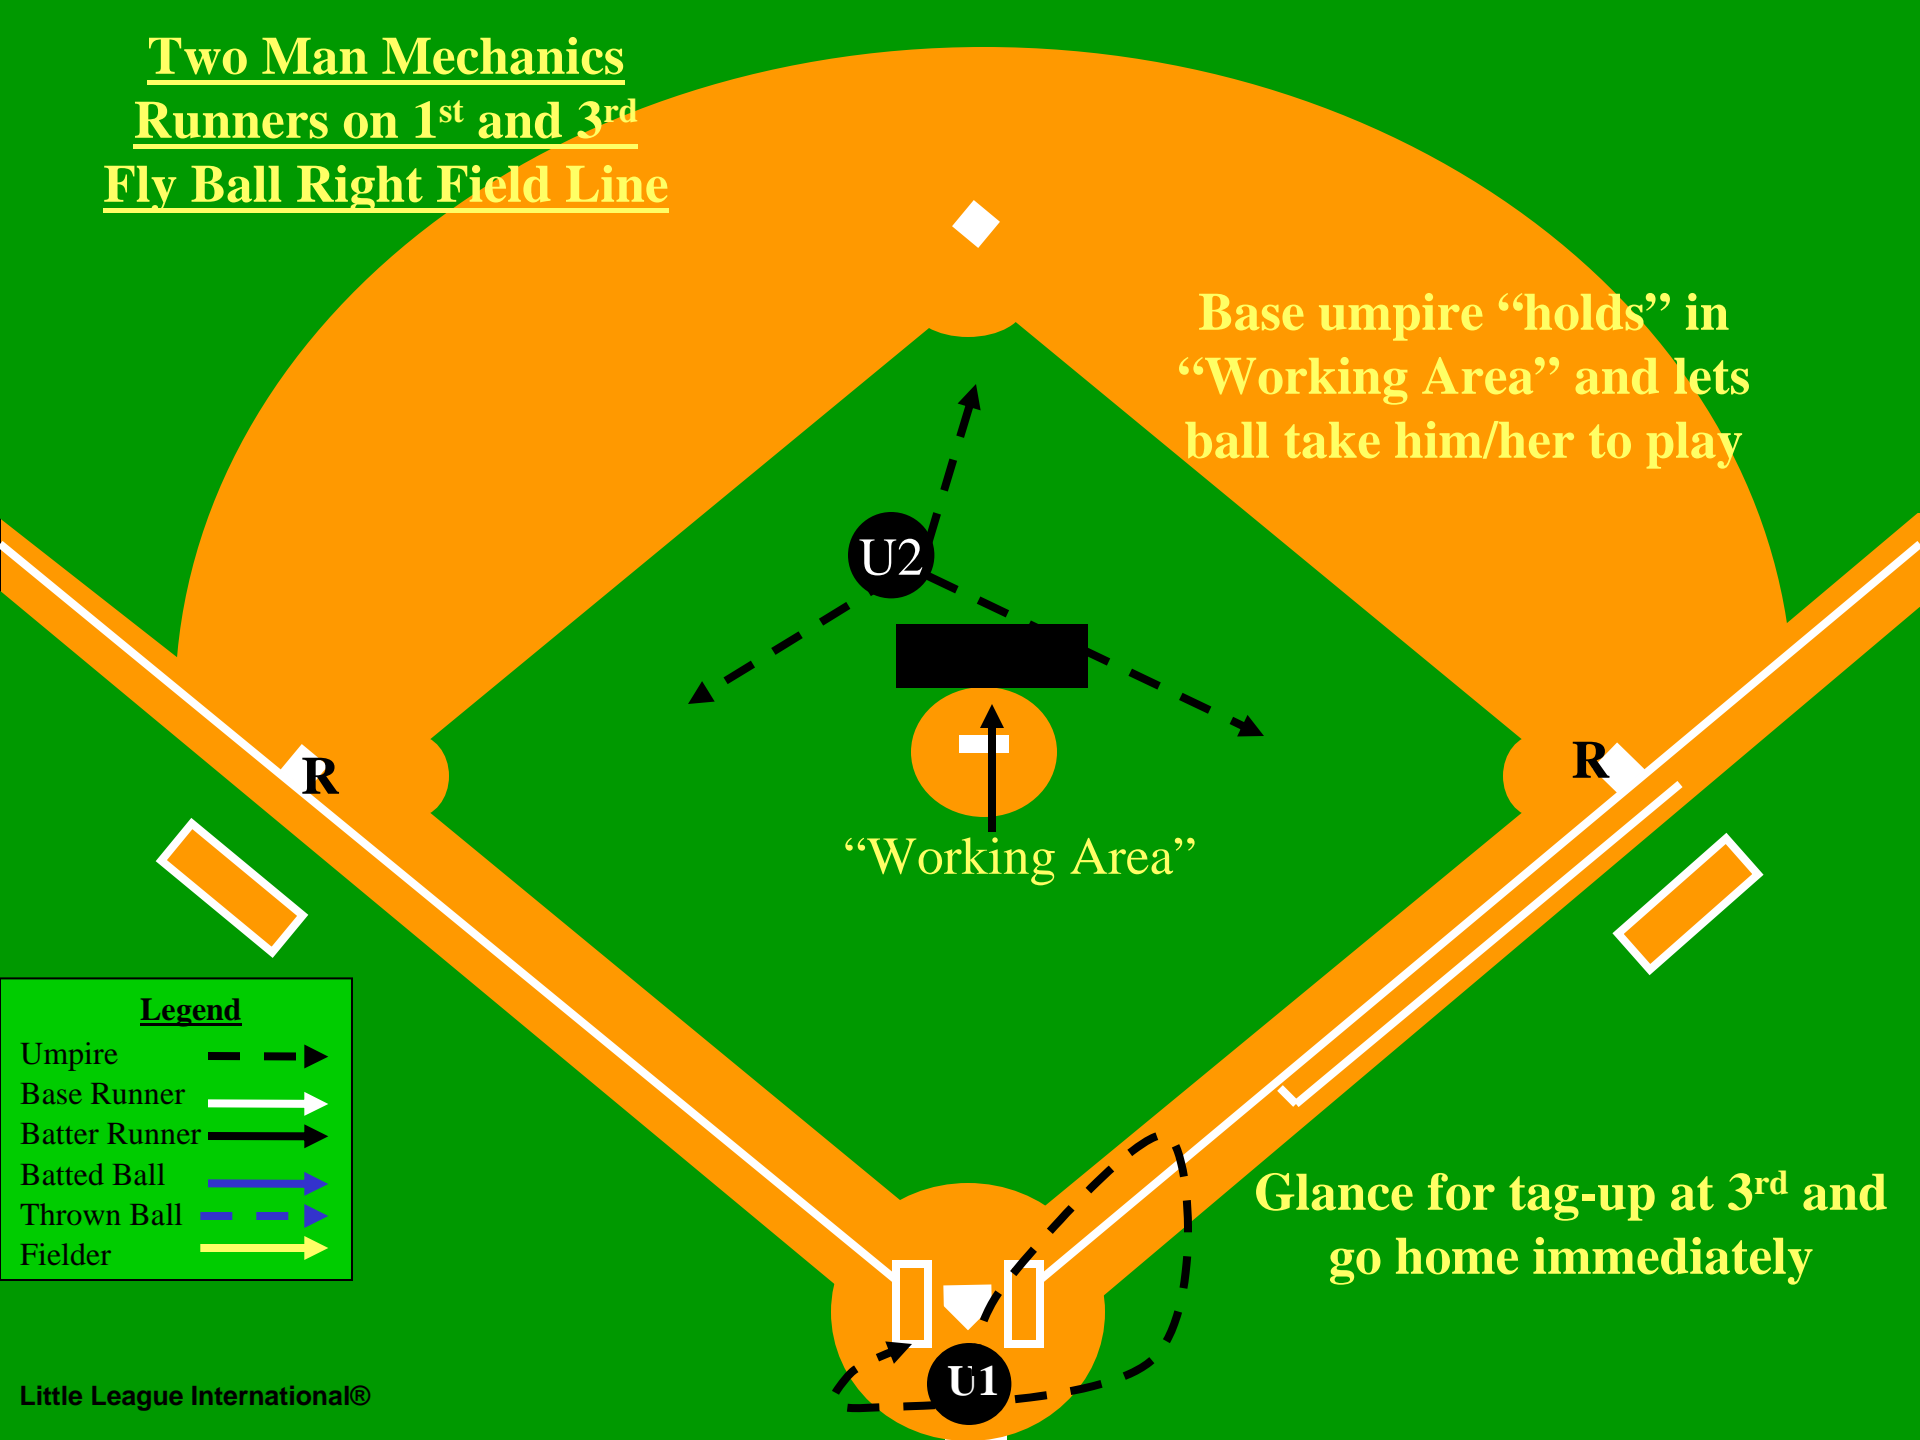 Two Man Mechanics
Runners on 1st and 3rd
Fly Ball Right Field Line
Base umpire “holds” in
“Working Area” and lets
ball take him/her to play
U2
R
R
“Working Area”
Legend
Umpire
Base Runner
Batter Runner
Batted Ball
Thrown Ball
Fielder
Glance for tag-up at 3rd and
go home immediately
U1
Little League International®